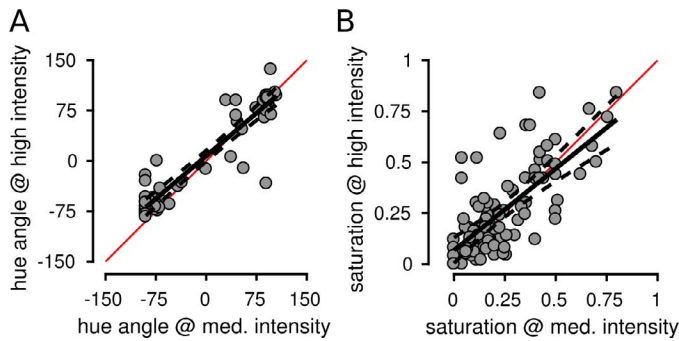 A
hue angle @ high intensity
150
75
0
-75
-150
-150 -75 0 75 150
hue angle @ med. intensity
B
saturation @ high intensity
1
0.75
0.5
0.25
0
0 0.25 0.5 0.75 1
saturation @ med. intensity